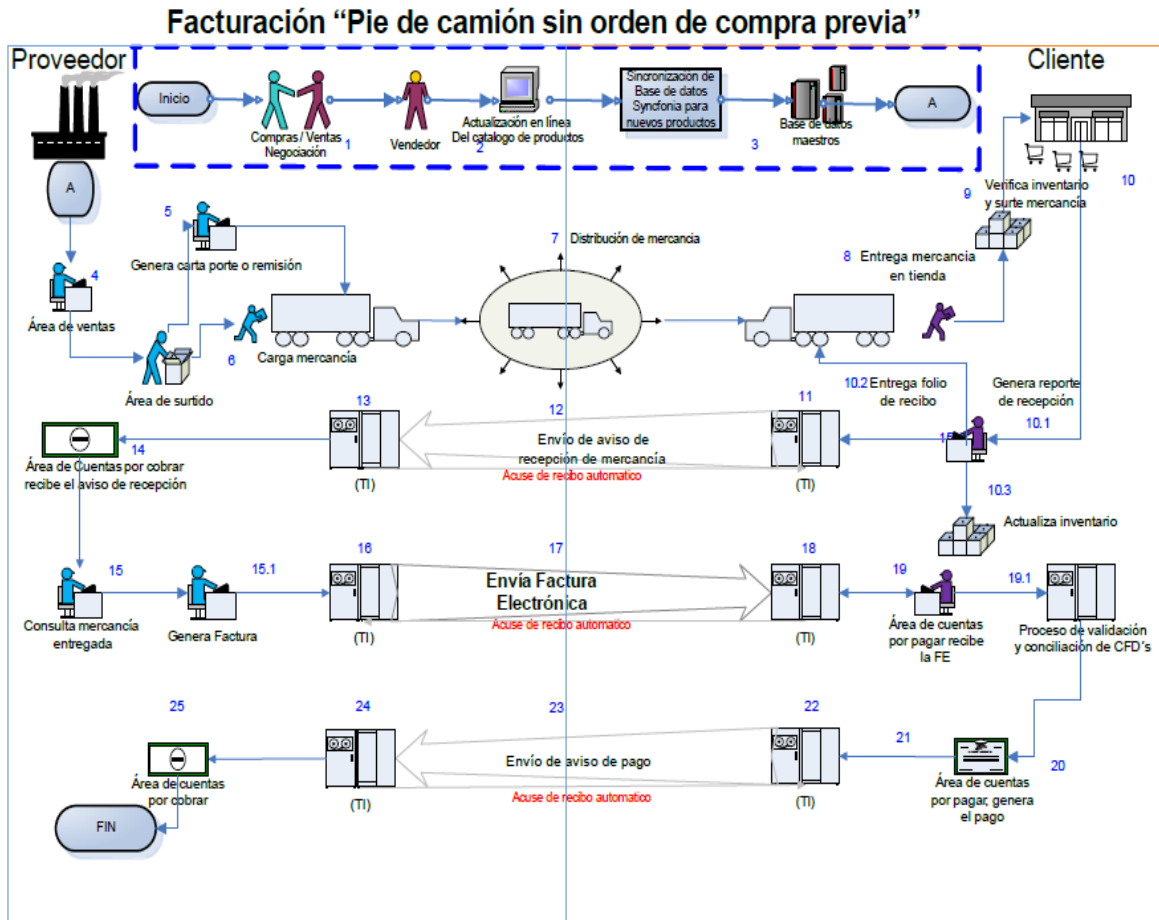 Facturación “Pie de camión sin orden de compra previa”
Proveedor
Cliente
Inicio
Compras / Ventas
Negociación
1
Vendedor
2
Actualización en línea
Del catalogo de productos
Sincronización de
Base de datos
Syncfonia para
nuevos productos
3
Base de datos
maestros
A
A
4
Área de ventas
5
Genera carta porte o remisión
6
Carga mercancía
Área de surtido
7
Distribución de mercancia
8
Entrega mercancía
en tienda
9
Verifica inventario
y surte mercancía
10
10.2
Entrega folio
de recibo
Genera reporte
de recepción
10.1
10.3
Actualiza inventario
11
(TI)
12
Envío de aviso de
recepción de mercancía
Acuse de recibo automatico
13
(TI)
14
Área de Cuentas por cobrar
recibe el aviso de recepción
15
Consulta mercancía
entregada
15.1
Genera Factura
16
(TI)
17
Envía Factura
Electrónica
Acuse de recibo automatico
18
(TI)
19
Área de cuentas
por pagar recibe
la FE
19.1
Proceso de validación
y conciliación de CFD´s
20
Área de cuentas
por pagar, genera
el pago
21
22
(TI)
23
Envío de aviso de pago
Acuse de recibo automatico
24
(TI)
25
Área de cuentas
por cobrar
FIN